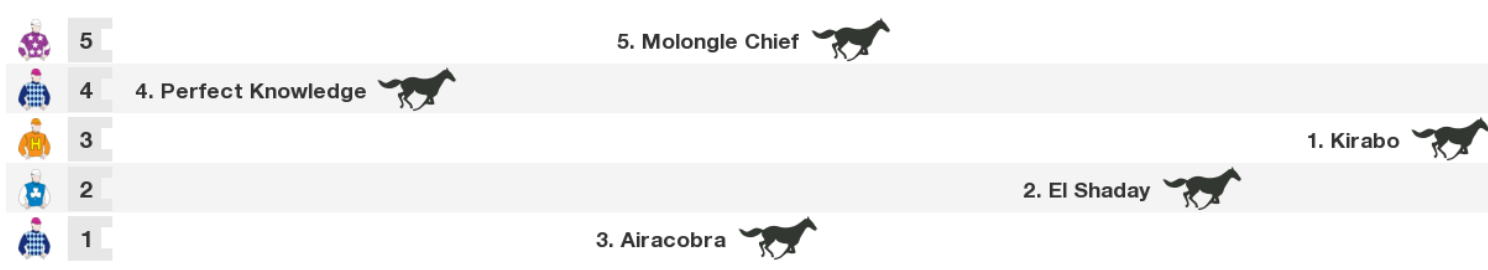 5 5. Molongle Chief
4 4. Perfect Knowledge
H 3 1. Kirabo
2 2. El Shaday
1 3. Airacobra